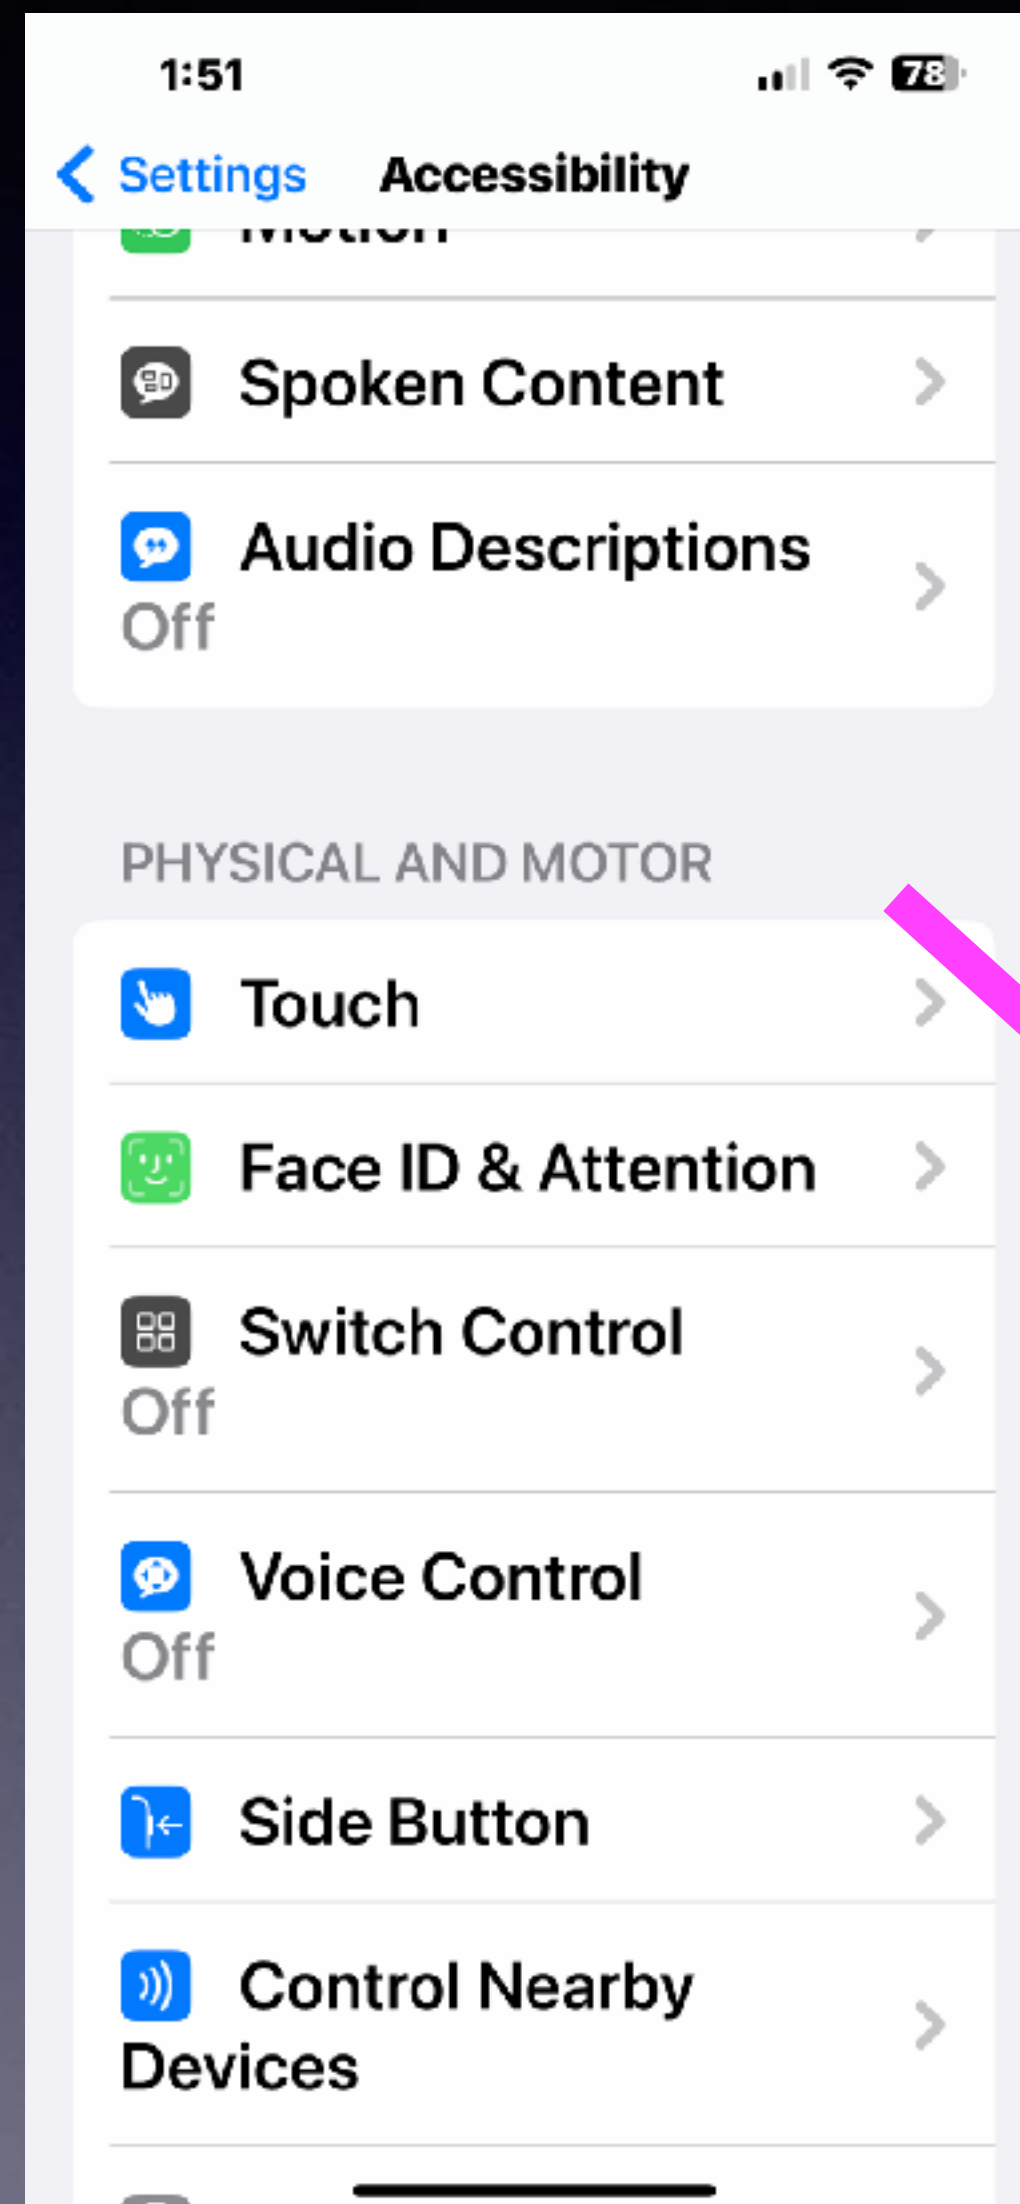 1:51
78
Settings
Accessibility
Motion
Spoken Content
Audio Descriptions
Off
PHYSICAL AND MOTOR
Touch
Face ID & Attention
Switch Control
Off
Voice Control
Off
Side Button
Control Nearby
Devices